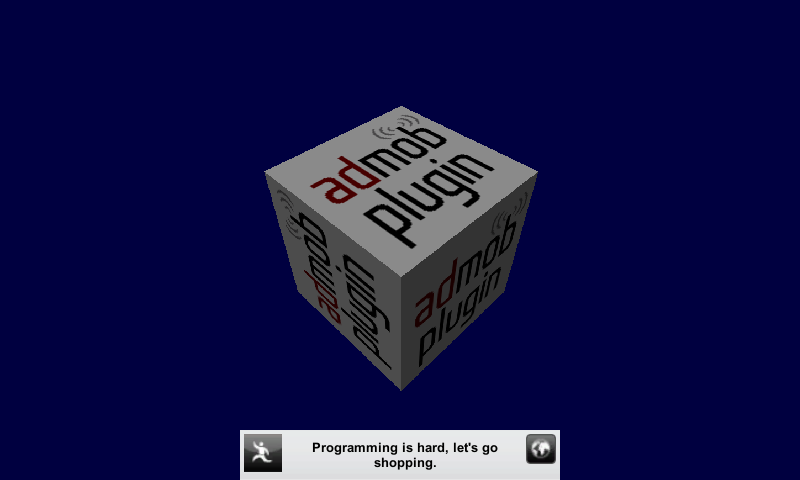 admob
plugin
admob
plugin
admob
plugin
Programming is hard, let's go
shopping.